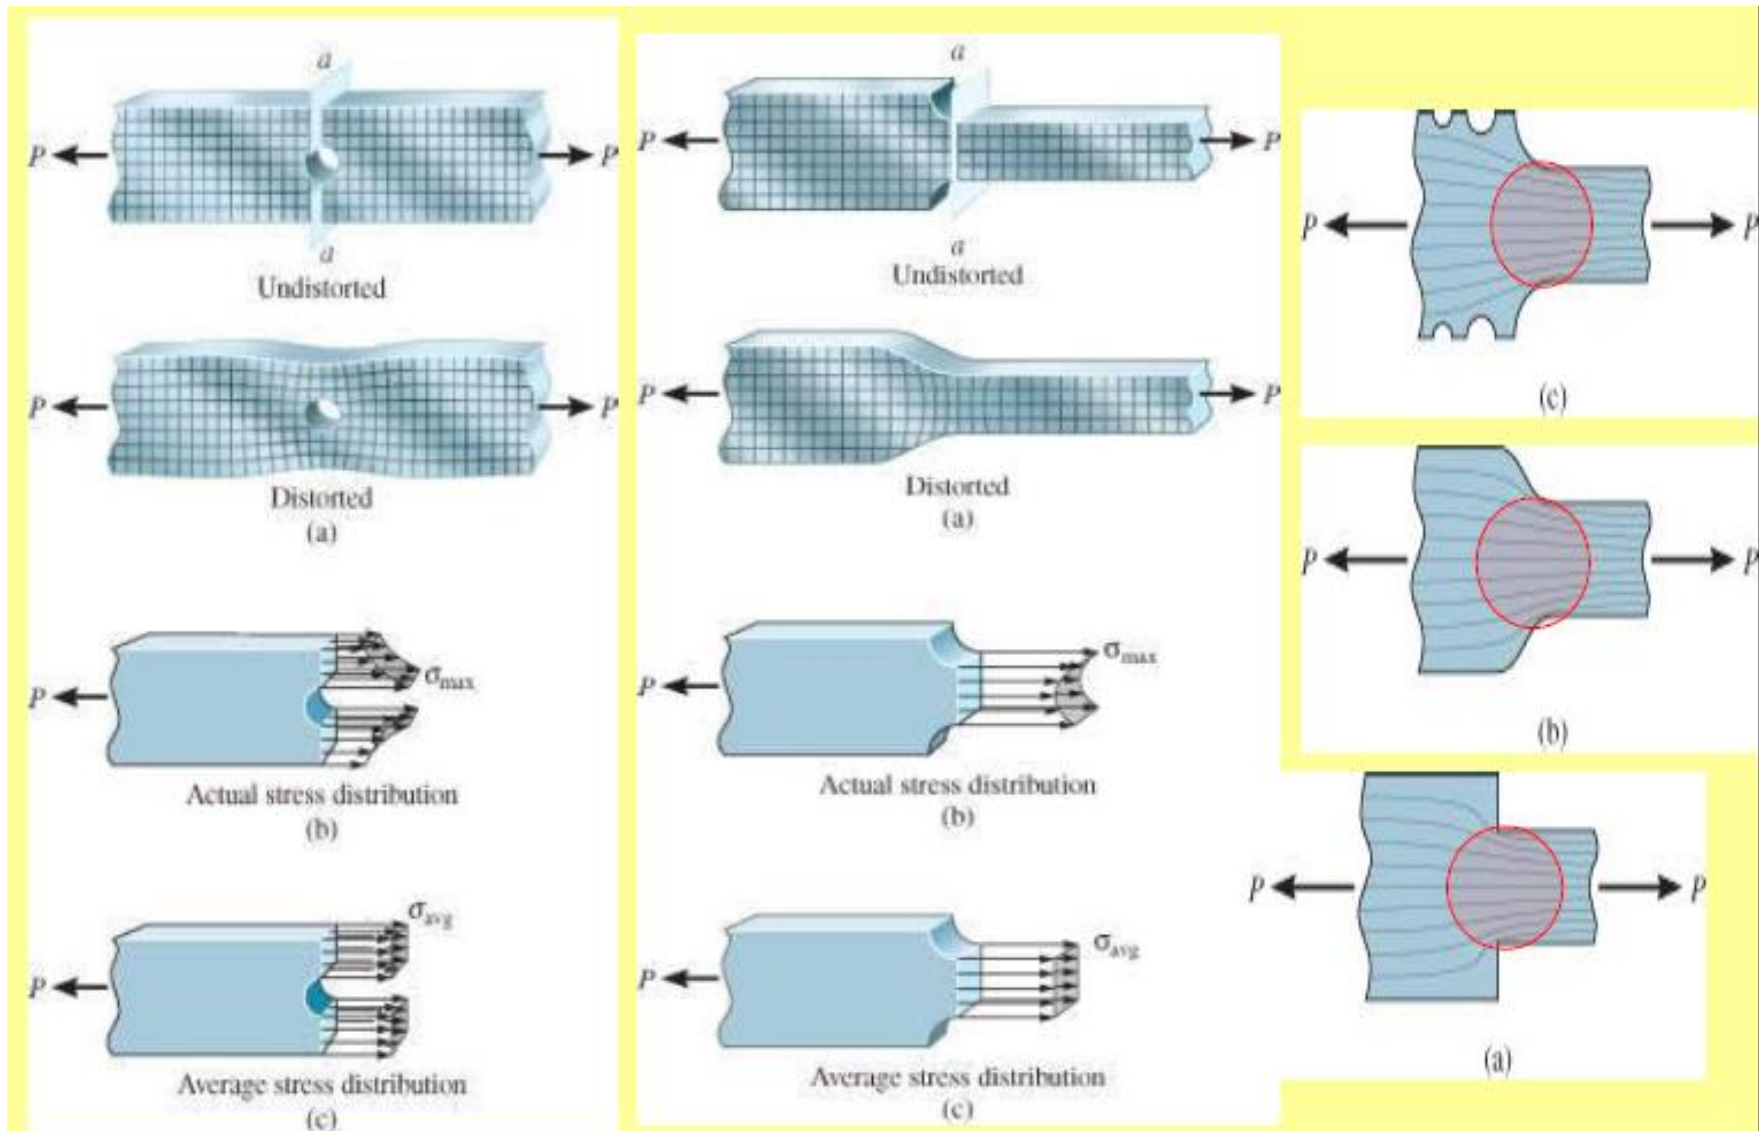 a
P
P
a
Undistorted
P
P
Distorted
(a)
P
σmax
Actual stress distribution
(b)
σavg
P
Average stress distribution
(c)
a
P
P
a
Undistorted
P
P
Distorted
(a)
σmax
P
Actual stress distribution
(b)
σavg
P
Average stress distribution
(c)
P
P
(c)
P
P
(b)
P
P
(a)